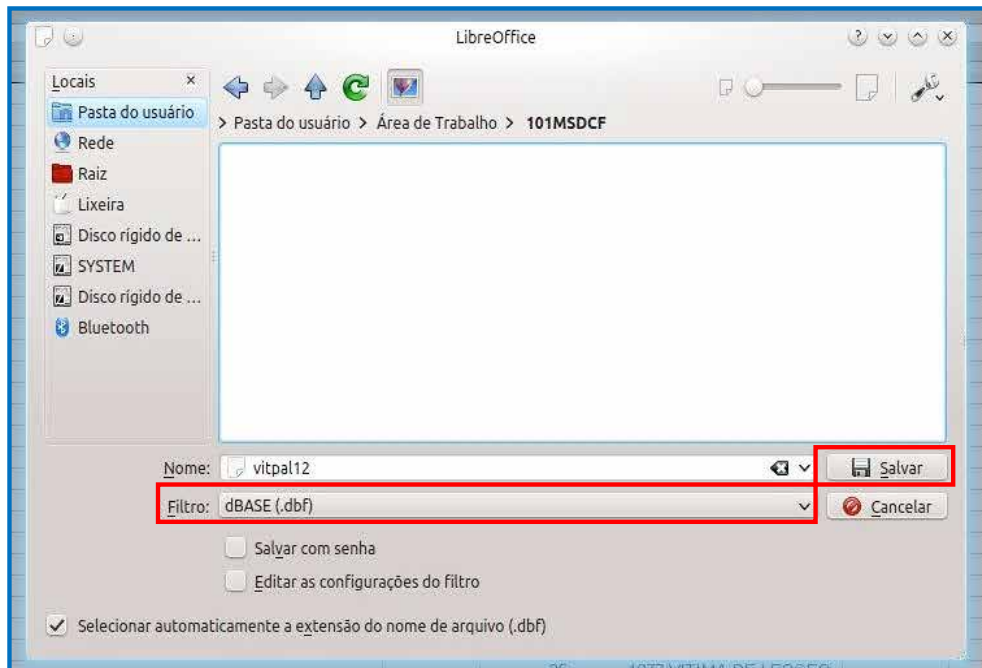 LibreOffice
Locais
Pasta do usuário
Rede
Raiz
Lixeira
Disco rígido de ...
SYSTEM
Disco rígido de ...
Bluetooth
> Pasta do usuário > Área de Trabalho > 101MSDCF
Nome: vitpal12
Salvar
Filtro: dBASE (.dbf)
Cancelar
Salvar com senha
Editar as configurações do filtro
Selecionar automaticamente a extensão do nome de arquivo (.dbf)